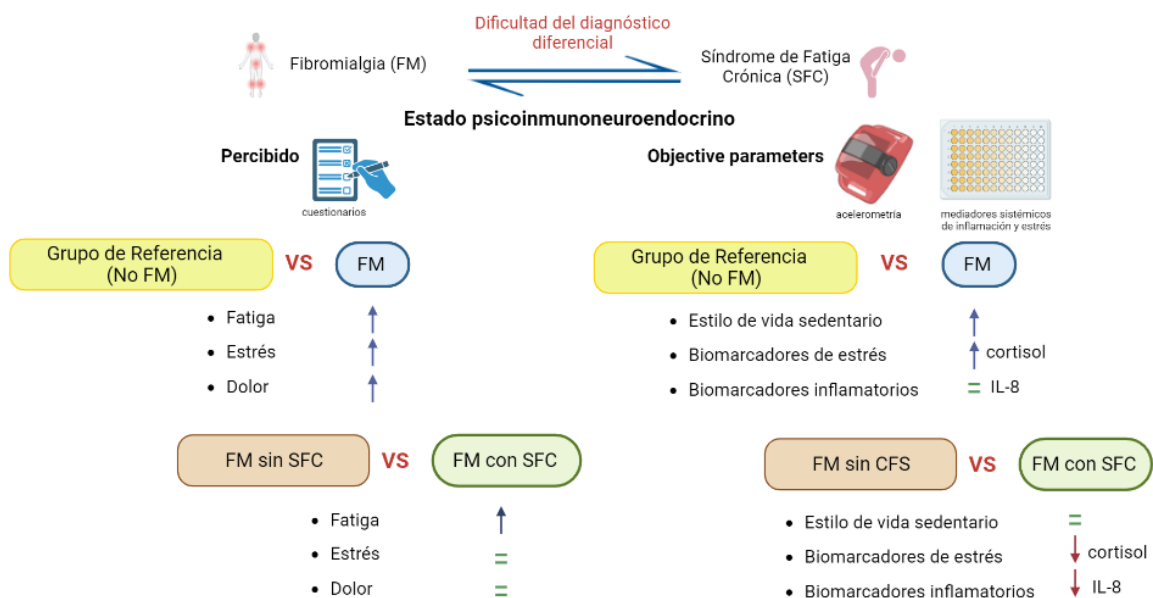 Dificultad del diagnóstico
diferencial
Fibromialgia (FM)
Síndrome de Fatiga
Crónica (SFC)
Estado psicoinmunoneuroendocrino
Percibido
cuestionarios
Objective parameters
acelerometría
mediadores sistémicos
de inflamación y estrés
Grupo de Referencia
(No FM)
VS
FM
• Fatiga
• Estrés
• Dolor
Grupo de Referencia
(No FM)
VS
FM
• Estilo de vida sedentario
• Biomarcadores de estrés
cortisol
• Biomarcadores inflamatorios
= IL-8
FM sin SFC
VS
FM con SFC
• Fatiga
• Estrés =
• Dolor =
FM sin CFS
VS
FM con SFC
• Estilo de vida sedentario =
• Biomarcadores de estrés
cortisol
• Biomarcadores inflamatorios
IL-8